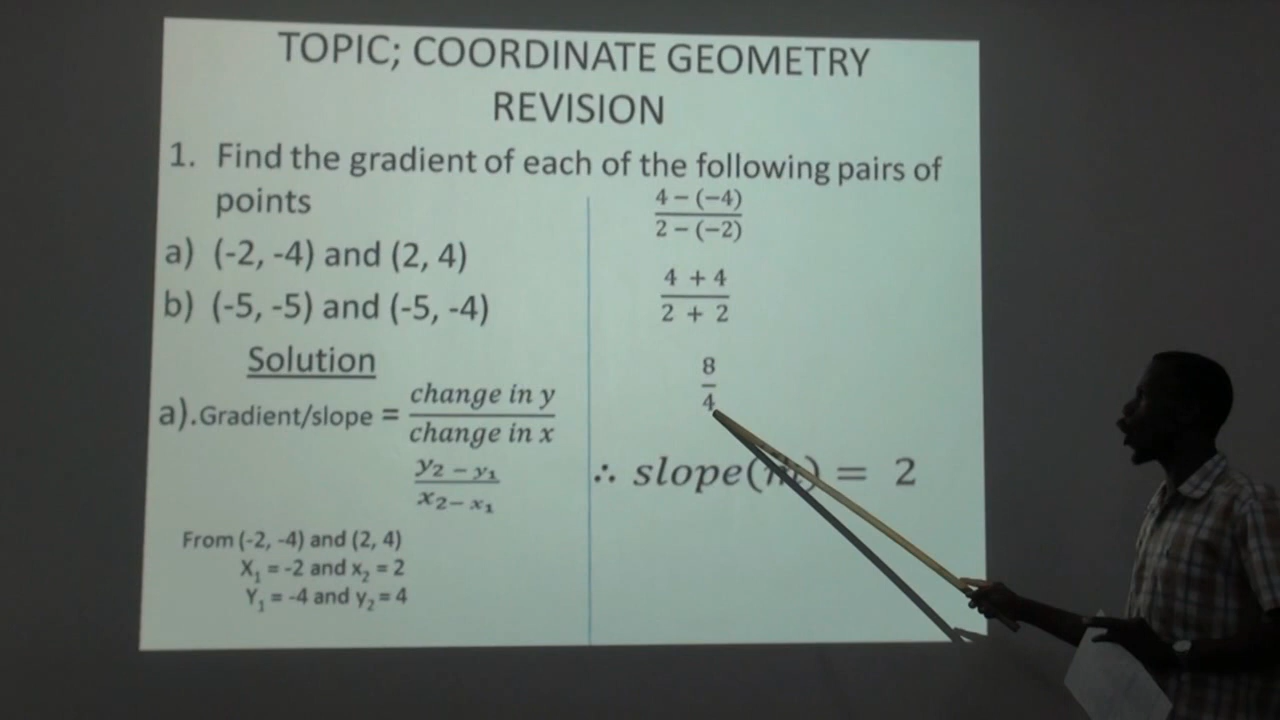 TOPIC; COORDINATE GEOMETRY
REVISION
1. Find the gradient of each of the following pairs of
points
a) (-2, -4) and (2, 4)
b) (-5, -5) and (-5, -4)
Solution
a).Gradient/slope = change in y / change in x
y₂ − y₁ / x₂− x₁
From (-2, -4) and (2, 4)
X₁ = -2 and x₂ = 2
Y₁ = -4 and y₂ = 4
4 − (−4) / 2 − (−2)
4 + 4 / 2 + 2
8 / 4
∴ slope(m) = 2